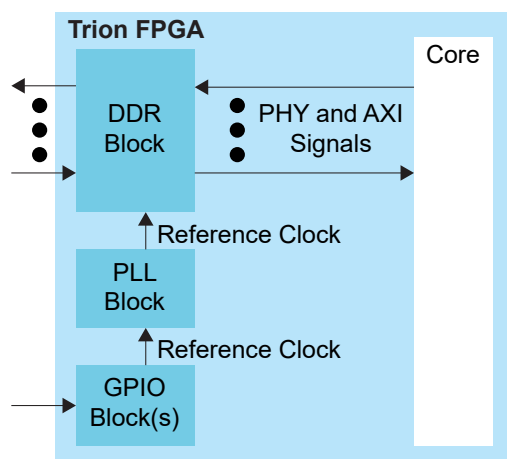 Trion FPGA
Core
DDR
Block
PHY and AXI
Signals
Reference Clock
PLL
Block
Reference Clock
GPIO
Block(s)